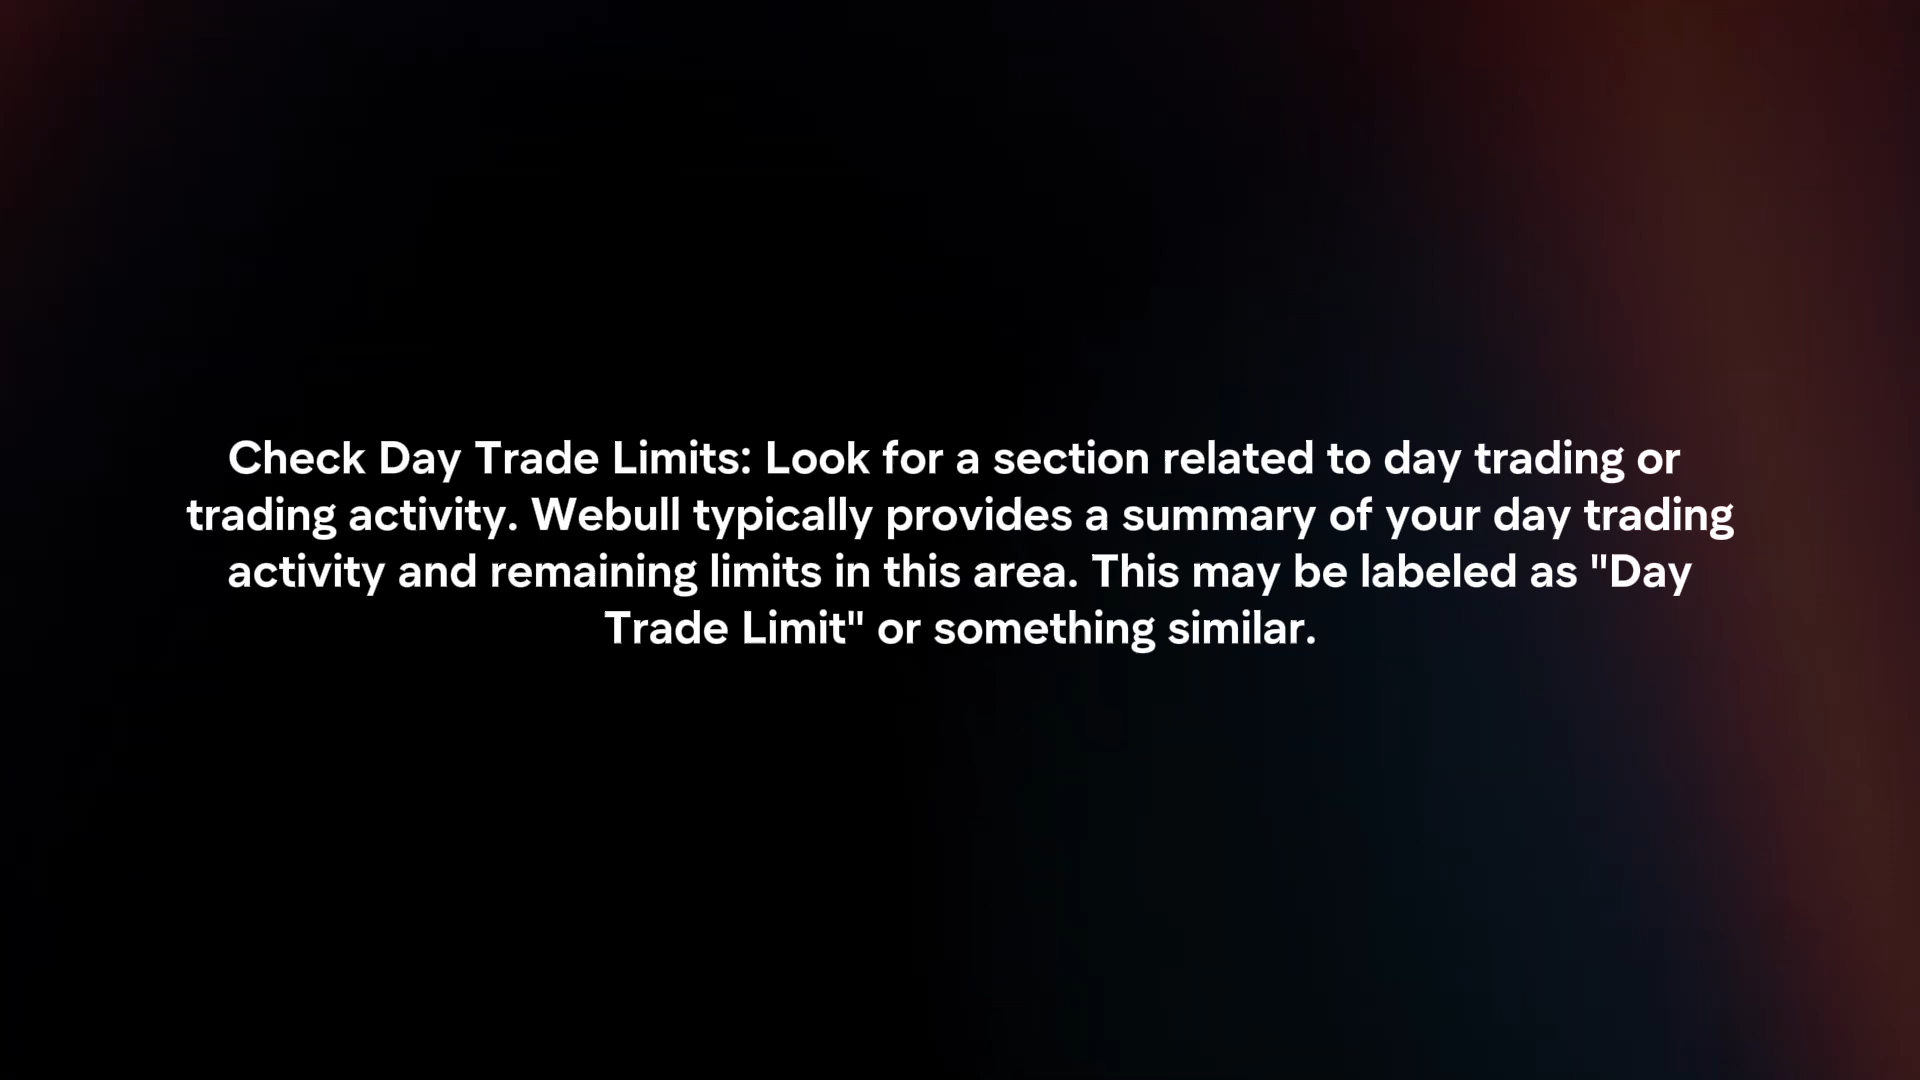 Check Day Trade Limits: Look for a section related to day trading or
trading activity. Webull typically provides a summary of your day trading
activity and remaining limits in this area. This may be labeled as "Day
Trade Limit" or something similar.